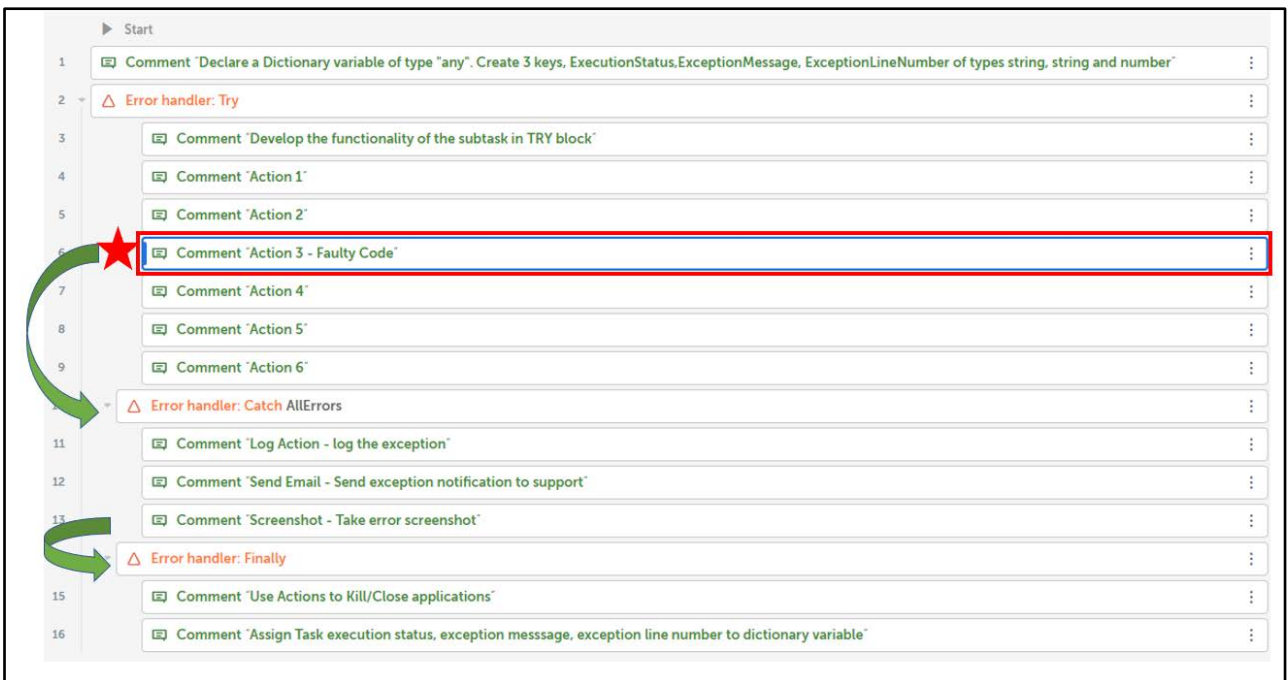 Start
1 Comment "Declare a Dictionary variable of type "any". Create 3 keys, ExecutionStatus,ExceptionMessage, ExceptionLineNumber of types string, string and number"
2 Error handler: Try
3 Comment "Develop the functionality of the subtask in TRY block"
4 Comment "Action 1"
5 Comment "Action 2"
6 Comment "Action 3 - Faulty Code"
7 Comment "Action 4"
8 Comment "Action 5"
9 Comment "Action 6"
Error handler: Catch AllErrors
11 Comment "Log Action - log the exception"
12 Comment "Send Email - Send exception notification to support"
13 Comment "Screenshot - Take error screenshot"
Error handler: Finally
15 Comment "Use Actions to Kill/Close applications"
16 Comment "Assign Task execution status, exception messsage, exception line number to dictionary variable"